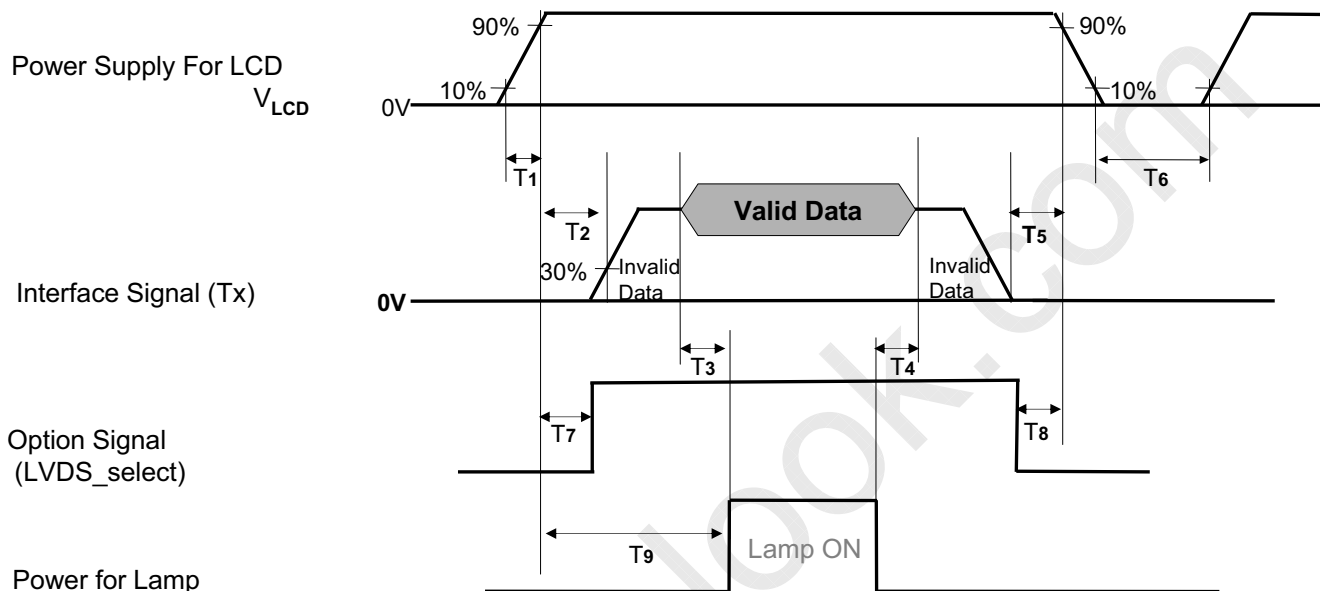 90%
90%
Power Supply For LCD
VLCD
10%
10%
0V
T1
T6
T2
Valid Data
T5
30%
Invalid
Data
Invalid
Data
Interface Signal (Tx)
0V
T3
T4
T7
T8
Option Signal
(LVDS_select)
T9
Lamp ON
Power for Lamp
look.com